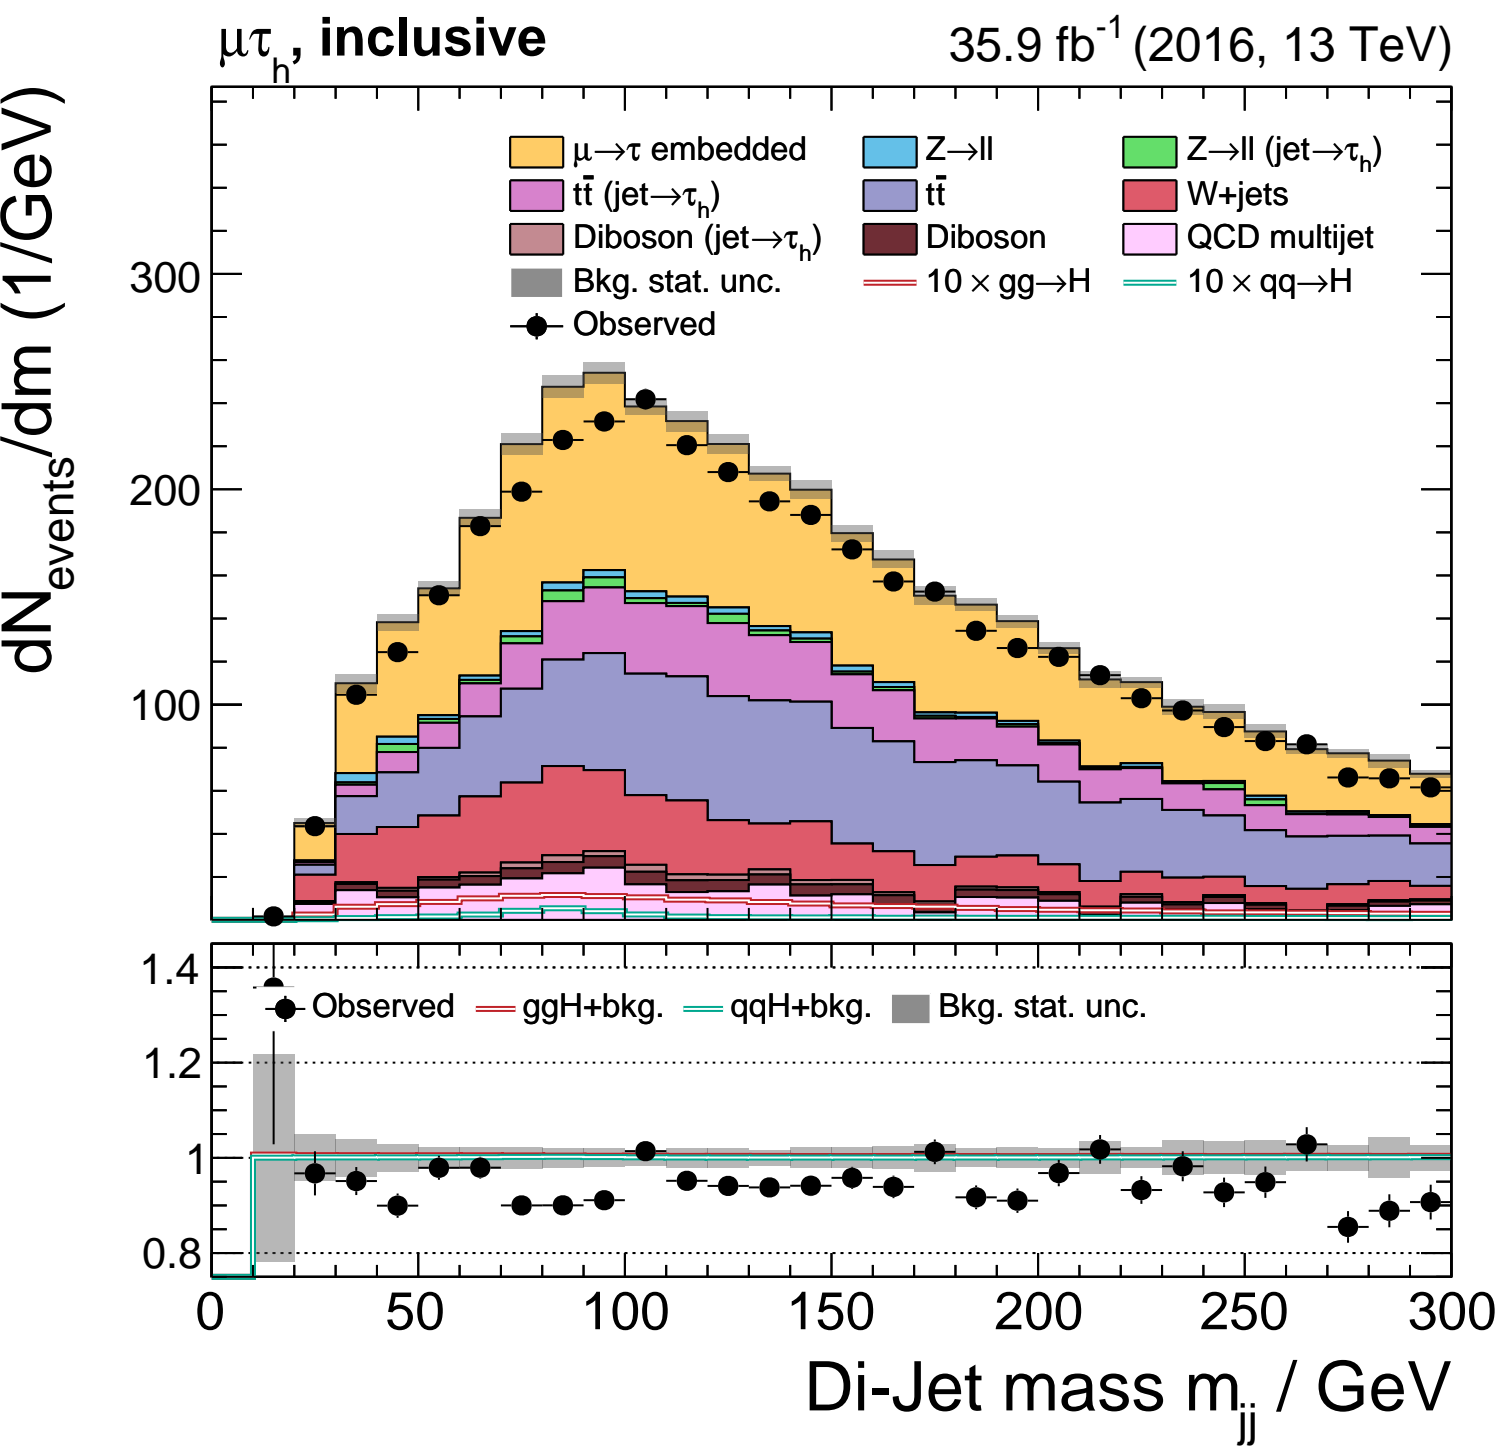 μτh, inclusive 35.9 fb-1 (2016, 13 TeV)
dNevents/dm (1/GeV)
μ→τ embedded Z→ll Z→ll (jet→τh)
tt̄ (jet→τh) tt̄ W+jets
Diboson (jet→τh) Diboson QCD multijet
Bkg. stat. unc. 10 × gg→H 10 × qq→H
Observed
300
200
100
1.4
Observed ggH+bkg. qqH+bkg. Bkg. stat. unc.
1.2
1
0.8
0 50 100 150 200 250 300
Di-Jet mass mjj / GeV